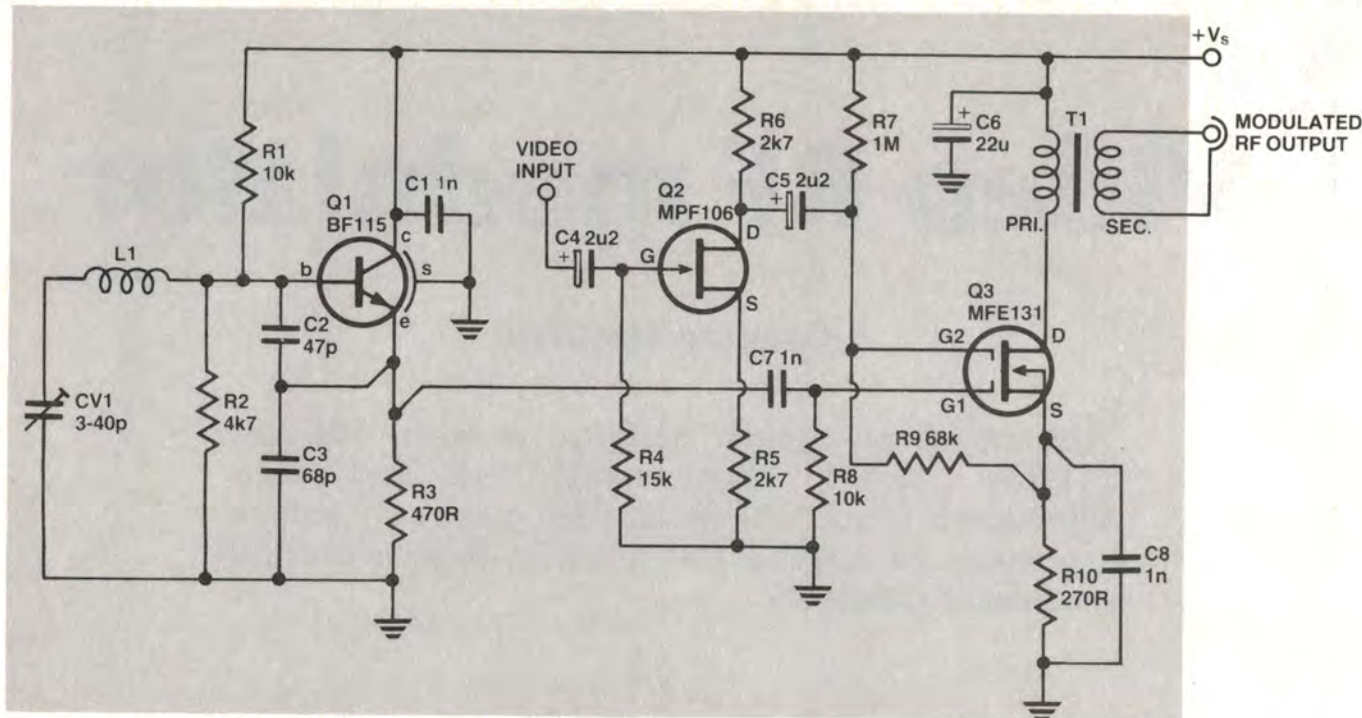 +Vs
R1
10k
VIDEO
INPUT
R6
2k7
R7
1M
C6
22u
+
T1
MODULATED
RF OUTPUT
PRI.
SEC.
C1 1n
Q1
BF115
c
b
s
e
L1
C4 2u2
+
Q2
MPF106
C5 2u2
+
D
G
S
Q3
MFE131
G2
D
G1
S
C2
47p
CV1
3-40p
R2
4k7
C3
68p
R3
470R
C7 1n
R4
15k
R5
2k7
R8
10k
R9 68k
R10
270R
C8
1n